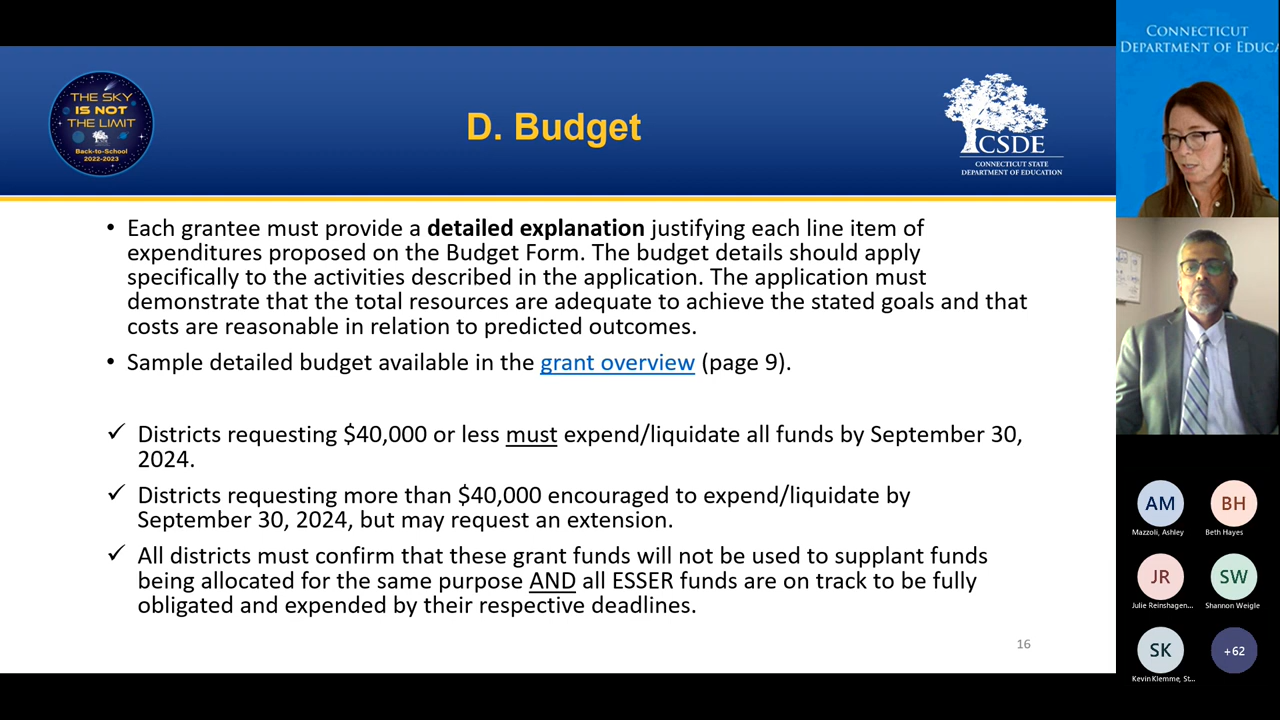 THE SKY
IS NOT
THE LIMIT
Back-to-School
2022-2023
D. Budget
CSDE
CONNECTICUT STATE
DEPARTMENT OF EDUCATION
• Each grantee must provide a detailed explanation justifying each line item of
expenditures proposed on the Budget Form. The budget details should apply
specifically to the activities described in the application. The application must
demonstrate that the total resources are adequate to achieve the stated goals and that
costs are reasonable in relation to predicted outcomes.
• Sample detailed budget available in the grant overview (page 9).
✓ Districts requesting $40,000 or less must expend/liquidate all funds by September 30,
2024.
✓ Districts requesting more than $40,000 encouraged to expend/liquidate by
September 30, 2024, but may request an extension.
✓ All districts must confirm that these grant funds will not be used to supplant funds
being allocated for the same purpose AND all ESSER funds are on track to be fully
obligated and expended by their respective deadlines.
16
CONNECTICUT
DEPARTMENT OF EDUCA
AM
Mazzoli, Ashley
BH
Beth Hayes
JR
Julie Reinshagen...
SW
Shannon Weigle
SK
Kevin Klemme, St...
+62